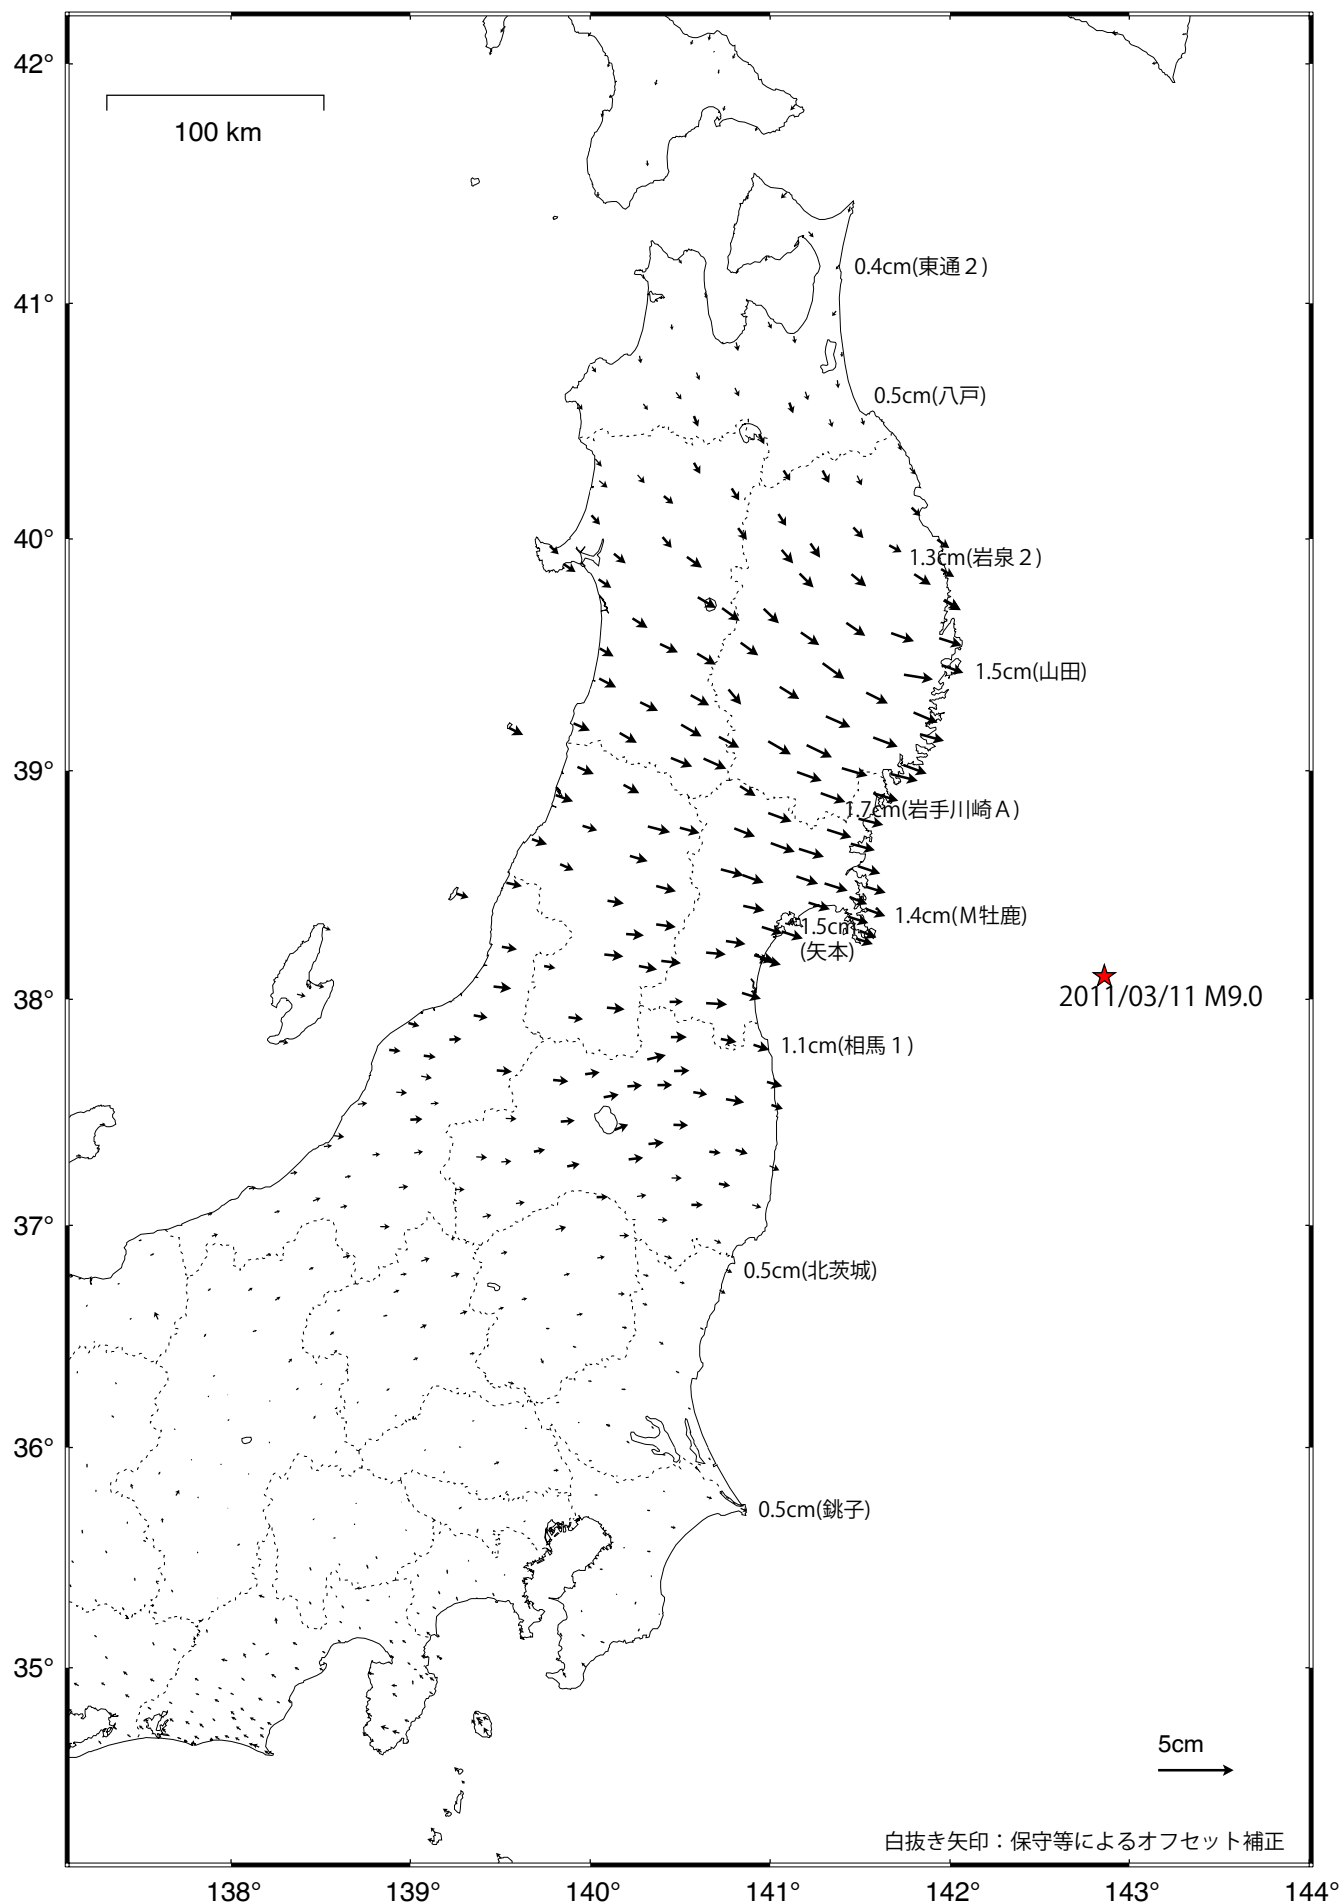 42°
100 km
0.4cm(東通２)
41°
0.5cm(八戸)
40°
1.3cm(岩泉２)
1.5cm(山田)
39°
1.7cm(岩手川崎Ａ)
1.4cm(Ｍ牡鹿)
1.5cm
(矢本)
38°
2011/03/11 M9.0
1.1cm(相馬１)
37°
0.5cm(北茨城)
36°
0.5cm(銚子)
35°
5cm
白抜き矢印：保守等によるオフセット補正
138° 139° 140° 141° 142° 143° 144°